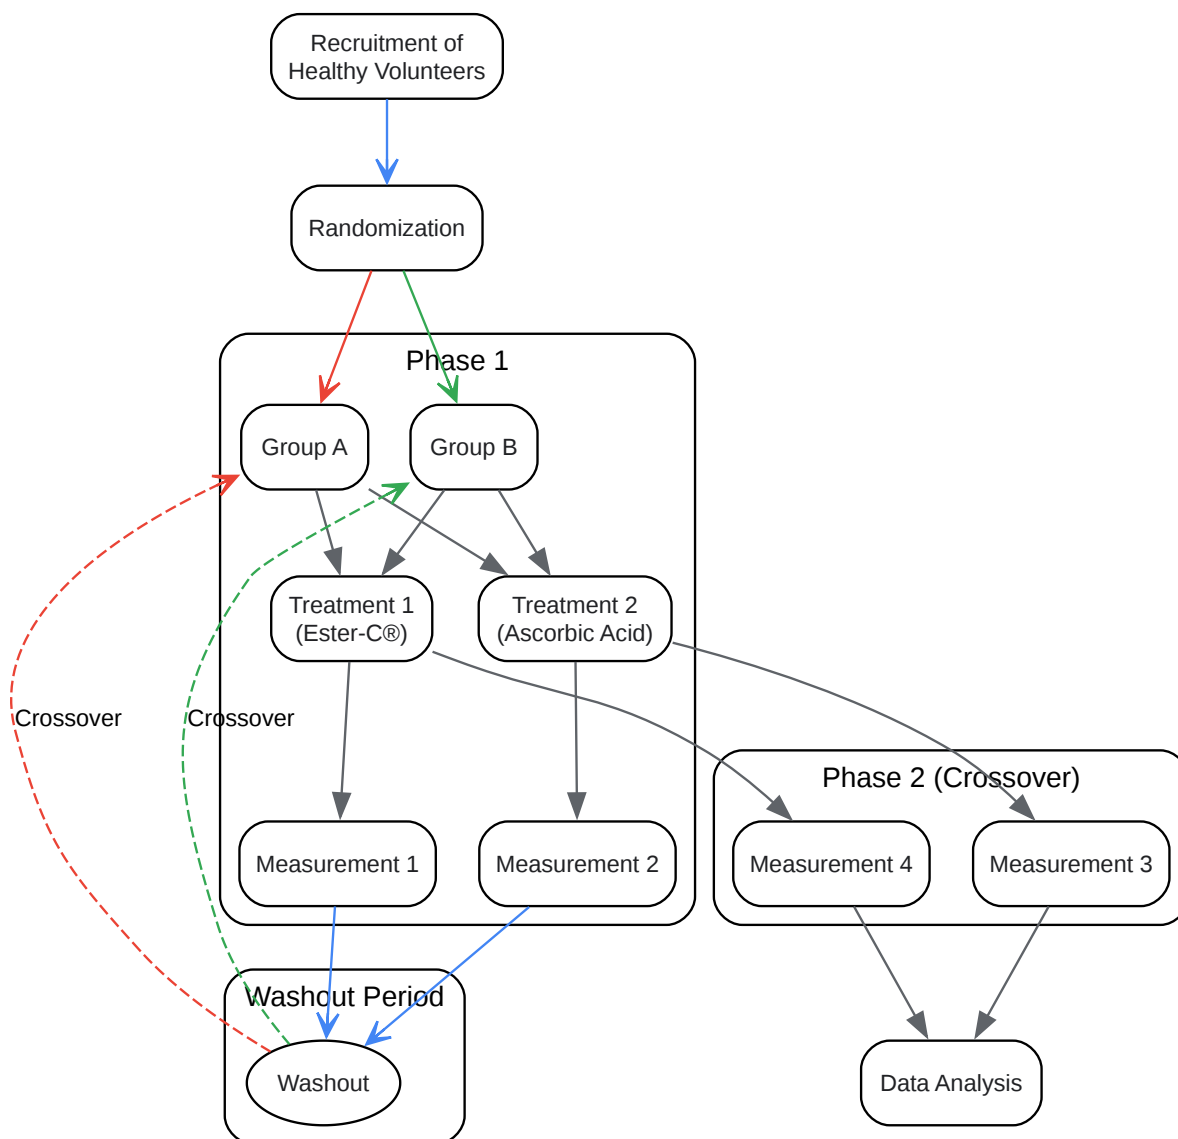 Recruitment of
Healthy Volunteers
Randomization
Phase 1
Group A
Group B
Treatment 1
(Ester-C®)
Treatment 2
(Ascorbic Acid)
Crossover
Crossover
Phase 2 (Crossover)
Measurement 1
Measurement 2
Measurement 4
Measurement 3
Washout Period
Washout
Data Analysis